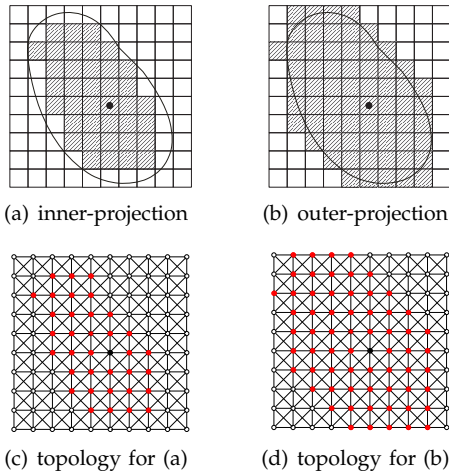 (a) inner-projection
(b) outer-projection
(c) topology for (a)
(d) topology for (b)